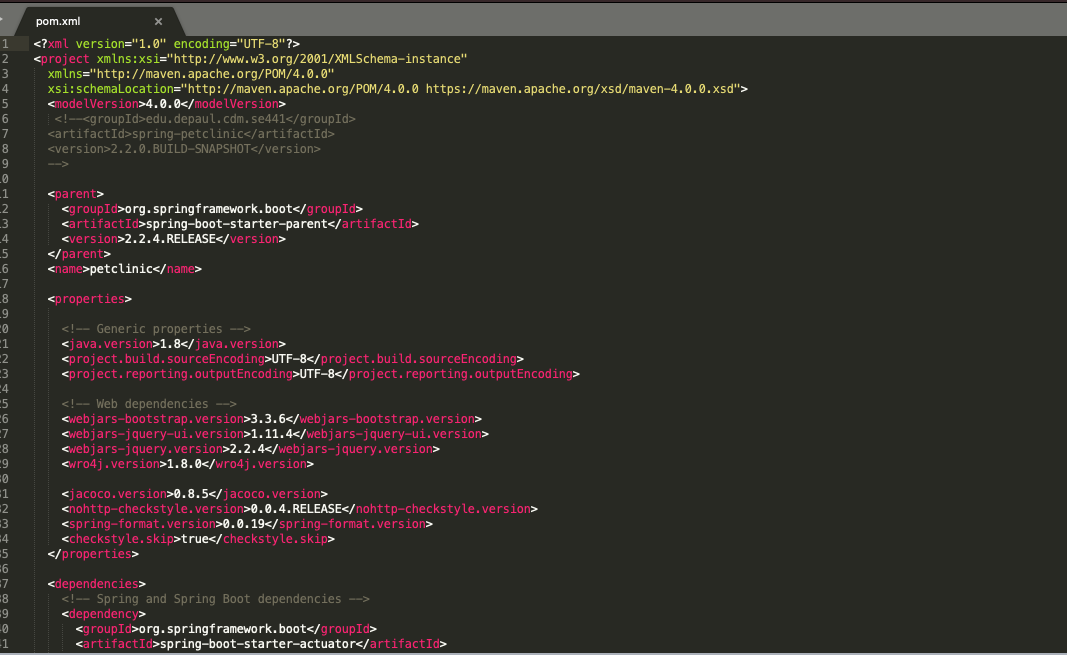 pom.xml ×
1 <?xml version="1.0" encoding="UTF-8"?>
2 <project xmlns:xsi="http://www.w3.org/2001/XMLSchema-instance"
3 xmlns="http://maven.apache.org/POM/4.0.0"
4 xsi:schemaLocation="http://maven.apache.org/POM/4.0.0 https://maven.apache.org/xsd/maven-4.0.0.xsd">
5 <modelVersion>4.0.0</modelVersion>
6 <!--<groupId>edu.depaul.cdm.se441</groupId>
7 <artifactId>spring-petclinic</artifactId>
8 <version>2.2.0.BUILD-SNAPSHOT</version>
9 -->
0
1 <parent>
2 <groupId>org.springframework.boot</groupId>
3 <artifactId>spring-boot-starter-parent</artifactId>
4 <version>2.2.4.RELEASE</version>
5 </parent>
6 <name>petclinic</name>
7
8 <properties>
9
20 <!-- Generic properties -->
21 <java.version>1.8</java.version>
22 <project.build.sourceEncoding>UTF-8</project.build.sourceEncoding>
23 <project.reporting.outputEncoding>UTF-8</project.reporting.outputEncoding>
24
25 <!-- Web dependencies -->
26 <webjars-bootstrap.version>3.3.6</webjars-bootstrap.version>
27 <webjars-jquery-ui.version>1.11.4</webjars-jquery-ui.version>
28 <webjars-jquery.version>2.2.4</webjars-jquery.version>
29 <wro4j.version>1.8.0</wro4j.version>
30
31 <jacoco.version>0.8.5</jacoco.version>
32 <nohttp-checkstyle.version>0.0.4.RELEASE</nohttp-checkstyle.version>
33 <spring-format.version>0.0.19</spring-format.version>
34 <checkstyle.skip>true</checkstyle.skip>
35 </properties>
36
37 <dependencies>
38 <!-- Spring and Spring Boot dependencies -->
39 <dependency>
40 <groupId>org.springframework.boot</groupId>
41 <artifactId>spring-boot-starter-actuator</artifactId>